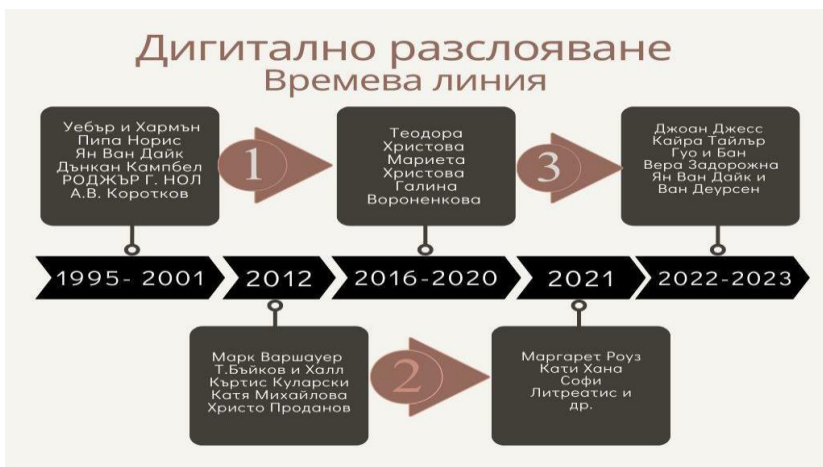 Дигитално разслояване
Времева линия
Уебър и Хармън
Пипа Норис
Ян Ван Дайк
Дънкан Кампбел
РОДЖЪР Г. НОЛ
А.В. Коротков
1
Теодора
Христова
Мариета
Христова
Галина
Вороненкова
3
Джоан Джесс
Кайра Тайлър
Гуо и Бан
Вера Задорожна
Ян Ван Дайк и
Ван Деурсен
1995- 2001
2012
2016-2020
2021
2022-2023
Марк Варшауер
Т.Бъйков и Халл
Къртис Куларски
Катя Михайлова
Христо Проданов
2
Маргарет Роуз
Кати Хана
Софи
Литреатис и
др.